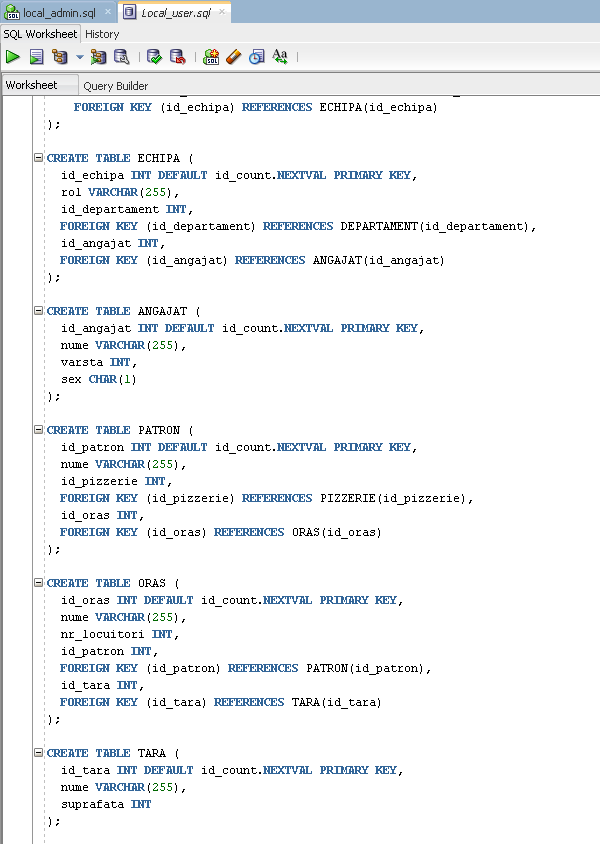 local_admin.sql
Local_user.sql
SQL Worksheet History
Worksheet Query Builder
FOREIGN KEY (id_echipa) REFERENCES ECHIPA(id_echipa)
);
CREATE TABLE ECHIPA (
id_echipa INT DEFAULT id_count.NEXTVAL PRIMARY KEY,
rol VARCHAR(255),
id_departament INT,
FOREIGN KEY (id_departament) REFERENCES DEPARTAMENT(id_departament),
id_angajat INT,
FOREIGN KEY (id_angajat) REFERENCES ANGAJAT(id_angajat)
);
CREATE TABLE ANGAJAT (
id_angajat INT DEFAULT id_count.NEXTVAL PRIMARY KEY,
nume VARCHAR(255),
varsta INT,
sex CHAR(1)
);
CREATE TABLE PATRON (
id_patron INT DEFAULT id_count.NEXTVAL PRIMARY KEY,
nume VARCHAR(255),
id_pizzerie INT,
FOREIGN KEY (id_pizzerie) REFERENCES PIZZERIE(id_pizzerie),
id_oras INT,
FOREIGN KEY (id_oras) REFERENCES ORAS(id_oras)
);
CREATE TABLE ORAS (
id_oras INT DEFAULT id_count.NEXTVAL PRIMARY KEY,
nume VARCHAR(255),
nr_locuitori INT,
id_patron INT,
FOREIGN KEY (id_patron) REFERENCES PATRON(id_patron),
id_tara INT,
FOREIGN KEY (id_tara) REFERENCES TARA(id_tara)
);
CREATE TABLE TARA (
id_tara INT DEFAULT id_count.NEXTVAL PRIMARY KEY,
nume VARCHAR(255),
suprafata INT
);